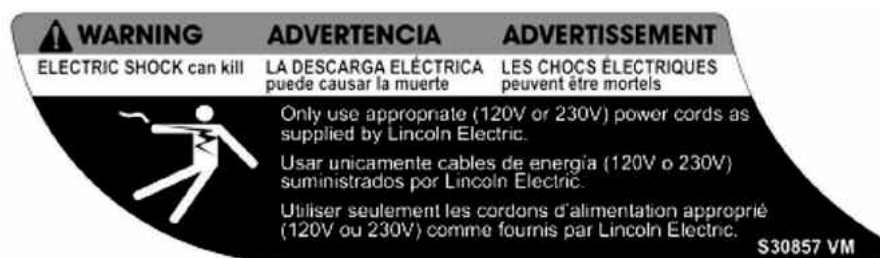 WARNING ADVERTENCIA ADVERTISSEMENT
ELECTRIC SHOCK can kill
LA DESCARGA ELÉCTRICA
puede causar la muerte
LES CHOCS ÉLECTRIQUES
peuvent être mortels
Only use appropriate (120V or 230V) power cords as
supplied by Lincoln Electric.
Usar unicamente cables de energía (120V o 230V)
suministrados por Lincoln Electric.
Utiliser seulement les cordons d'alimentation approprié
(120V ou 230V) comme fournis par Lincoln Electric.
S30857 VM